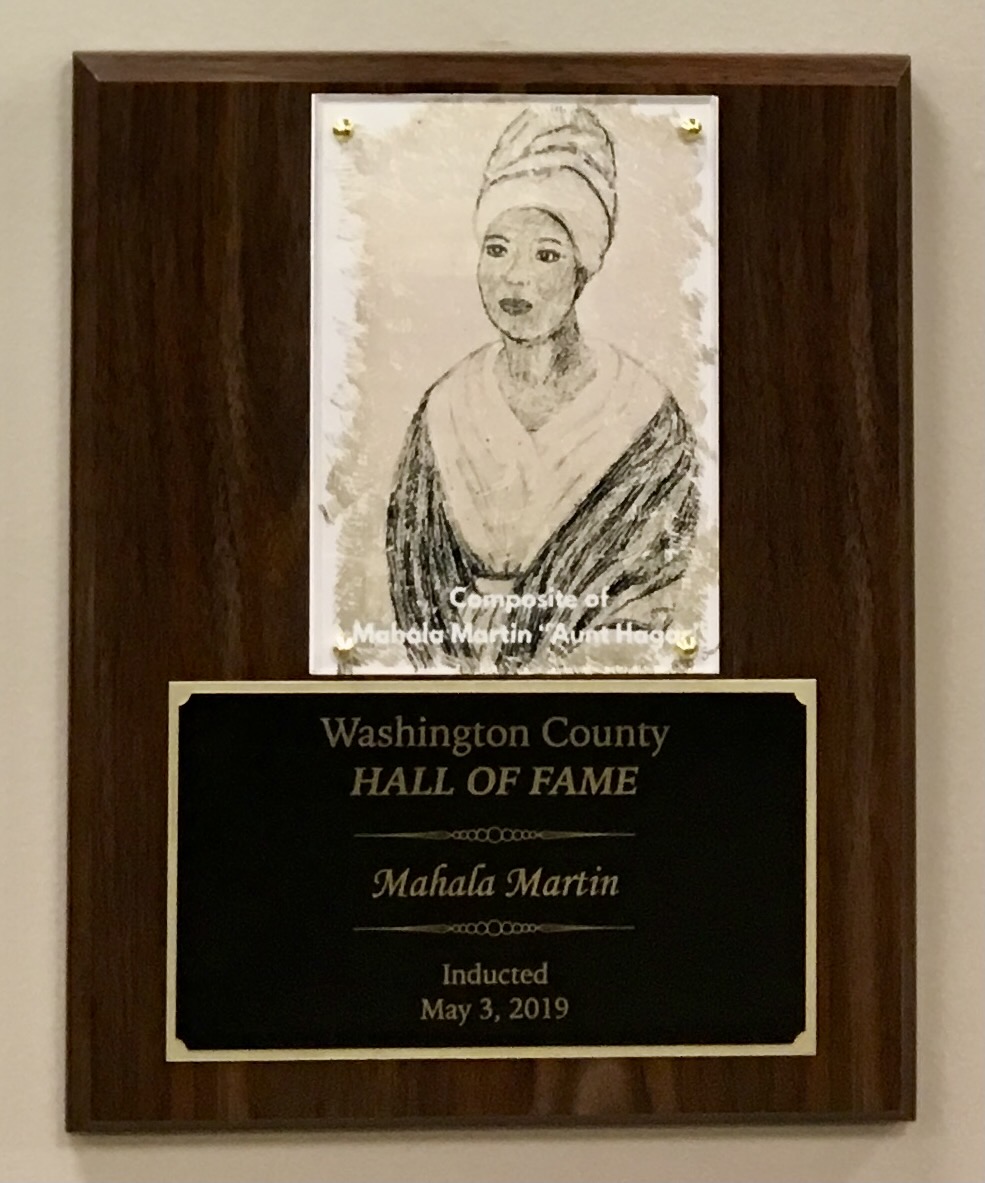 Composite of
Mahala Martin "Aunt Hagar"
Washington County
HALL OF FAME
Mahala Martin
Inducted
May 3, 2019